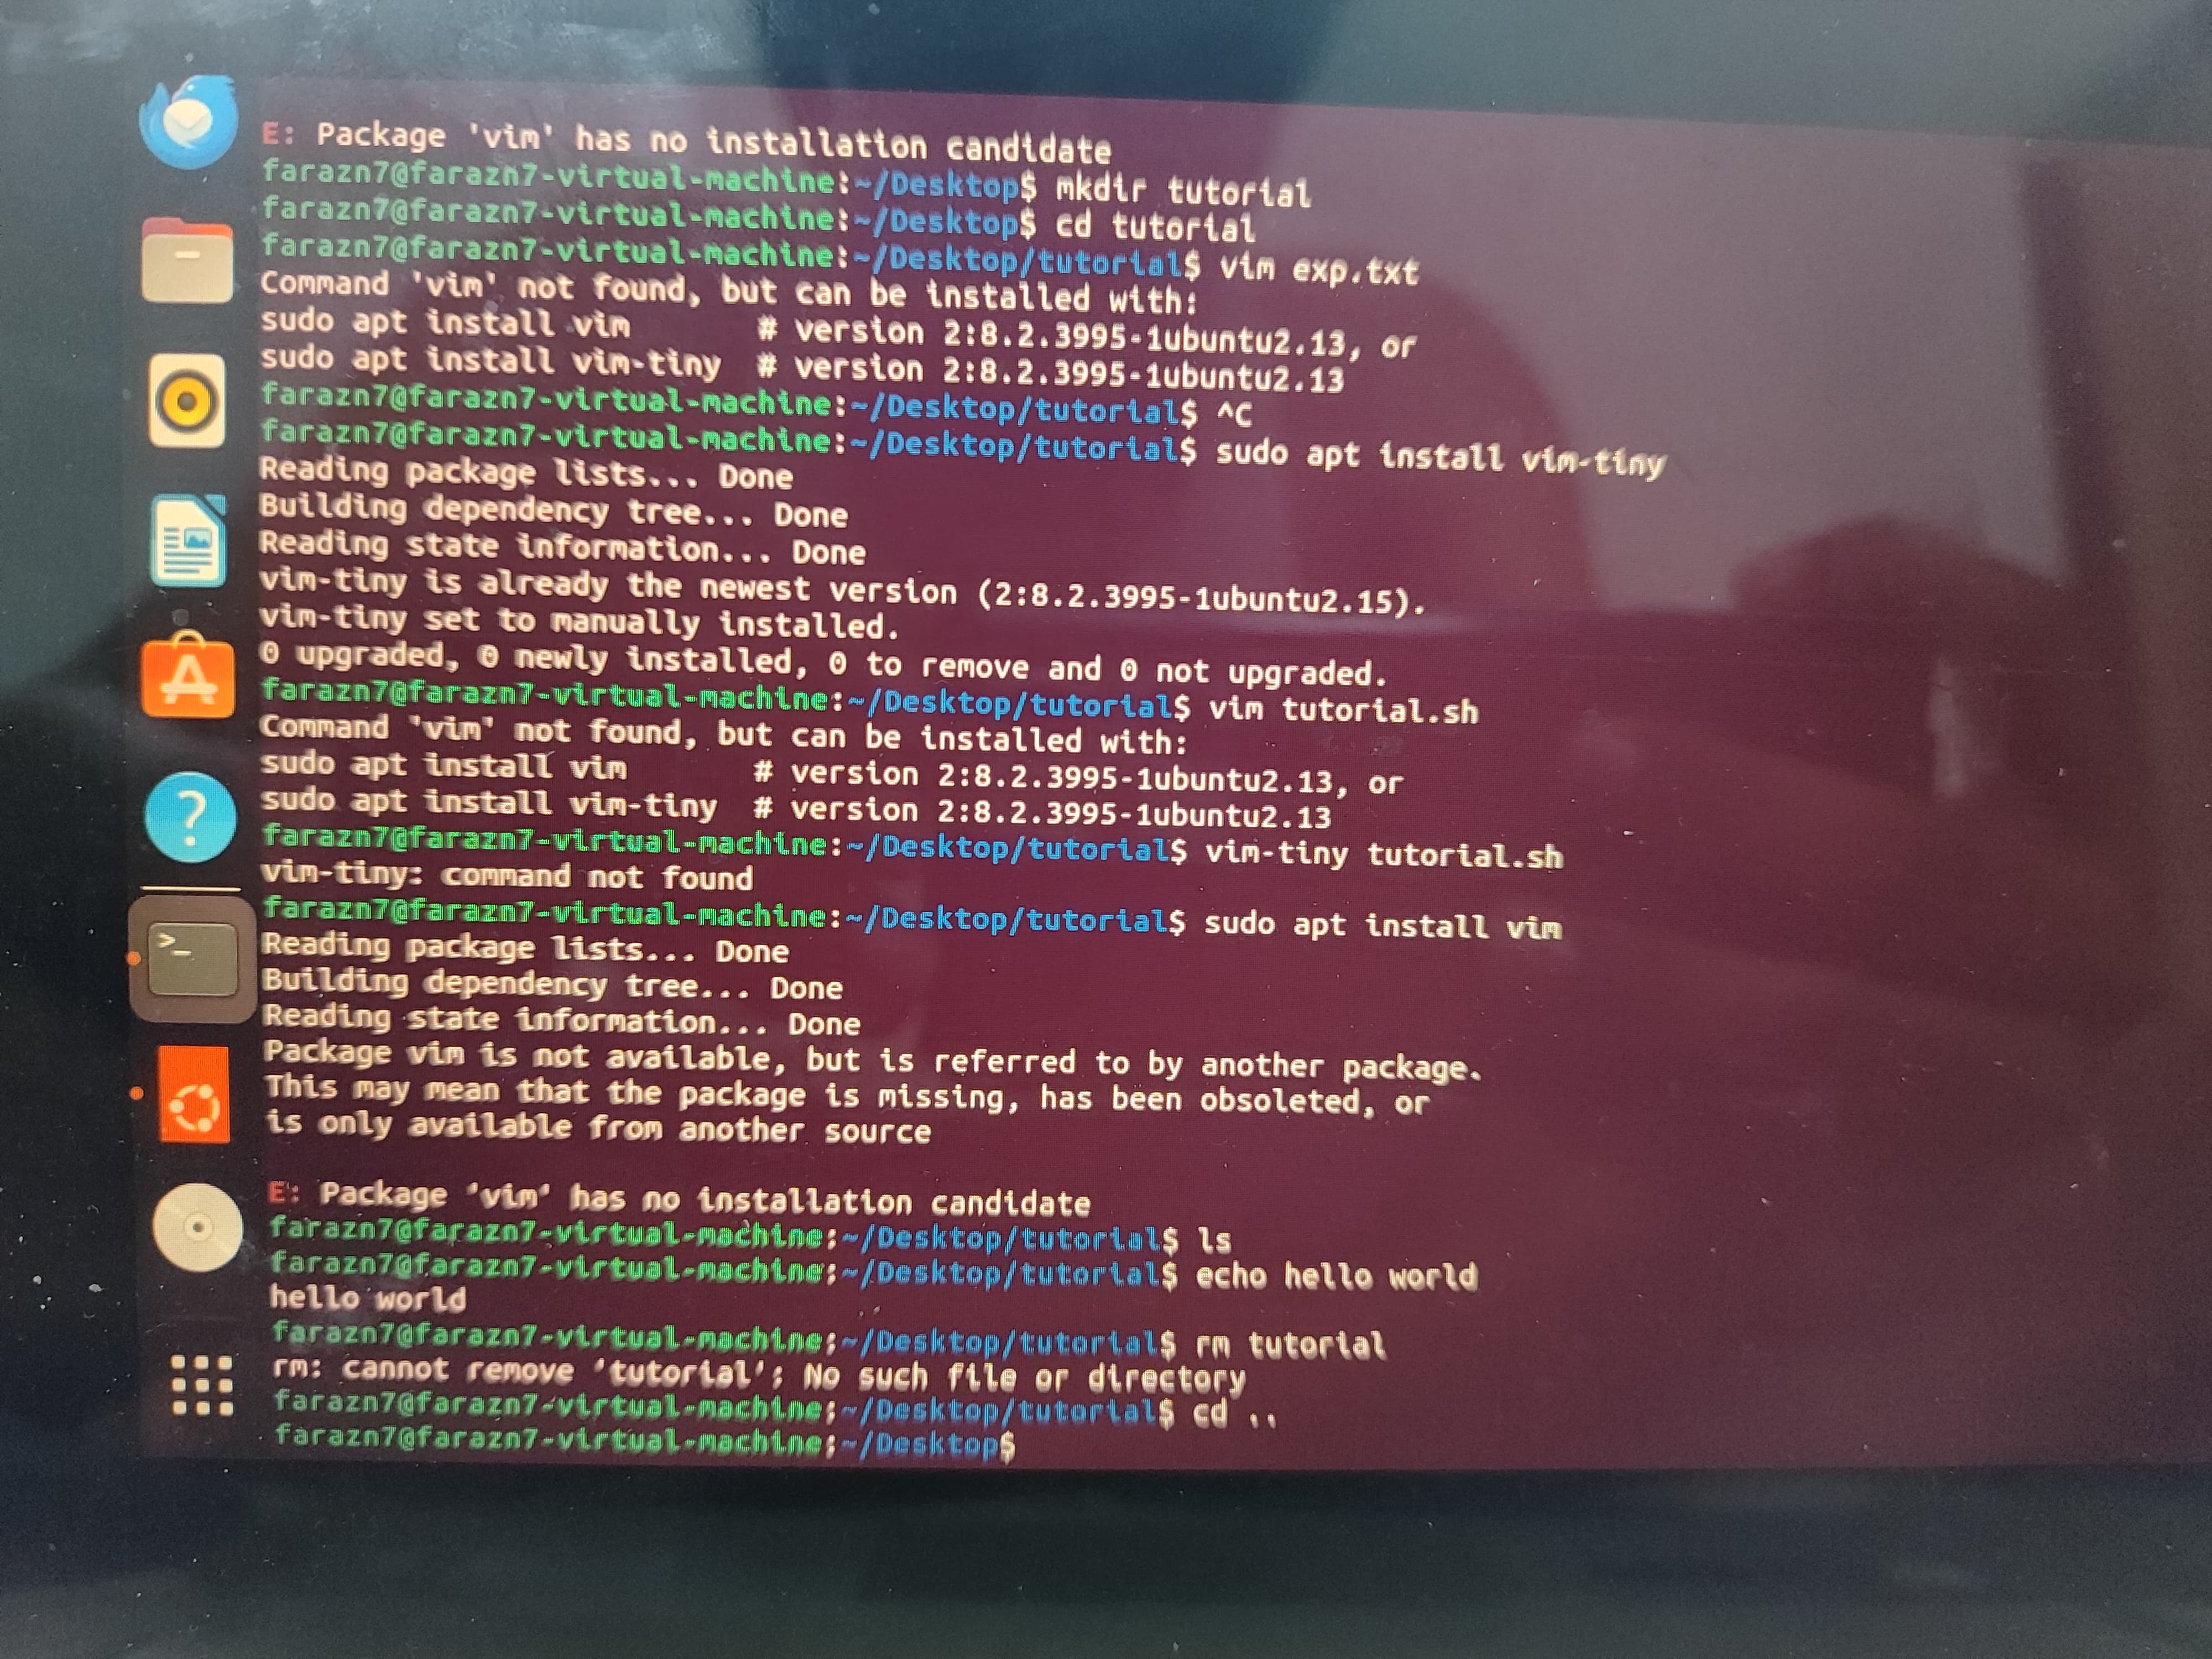 E: Package 'vim' has no installation candidate
farazn7@farazn7-virtual-machine:~/Desktop$ mkdir tutorial
farazn7@farazn7-virtual-machine:~/Desktop$ cd tutorial
farazn7@farazn7-virtual-machine:~/Desktop/tutorial$ vim exp.txt
Command 'vim' not found, but can be installed with:
sudo apt install vim       # version 2:8.2.3995-1ubuntu2.13, or
sudo apt install vim-tiny  # version 2:8.2.3995-1ubuntu2.13
farazn7@farazn7-virtual-machine:~/Desktop/tutorial$ ^C
farazn7@farazn7-virtual-machine:~/Desktop/tutorial$ sudo apt install vim-tiny
Reading package lists... Done
Building dependency tree... Done
Reading state information... Done
vim-tiny is already the newest version (2:8.2.3995-1ubuntu2.15).
vim-tiny set to manually installed.
0 upgraded, 0 newly installed, 0 to remove and 0 not upgraded.
farazn7@farazn7-virtual-machine:~/Desktop/tutorial$ vim tutorial.sh
Command 'vim' not found, but can be installed with:
sudo apt install vim       # version 2:8.2.3995-1ubuntu2.13, or
sudo apt install vim-tiny  # version 2:8.2.3995-1ubuntu2.13
farazn7@farazn7-virtual-machine:~/Desktop/tutorial$ vim-tiny tutorial.sh
vim-tiny: command not found
farazn7@farazn7-virtual-machine:~/Desktop/tutorial$ sudo apt install vim
Reading package lists... Done
Building dependency tree... Done
Reading state information... Done
Package vim is not available, but is referred to by another package.
This may mean that the package is missing, has been obsoleted, or
is only available from another source
E: Package 'vim' has no installation candidate
farazn7@farazn7-virtual-machine:~/Desktop/tutorial$ ls
farazn7@farazn7-virtual-machine:~/Desktop/tutorial$ echo hello world
hello world
farazn7@farazn7-virtual-machine:~/Desktop/tutorial$ rm tutorial
rm: cannot remove 'tutorial': No such file or directory
farazn7@farazn7-virtual-machine:~/Desktop/tutorial$ cd ..
farazn7@farazn7-virtual-machine:~/Desktop$